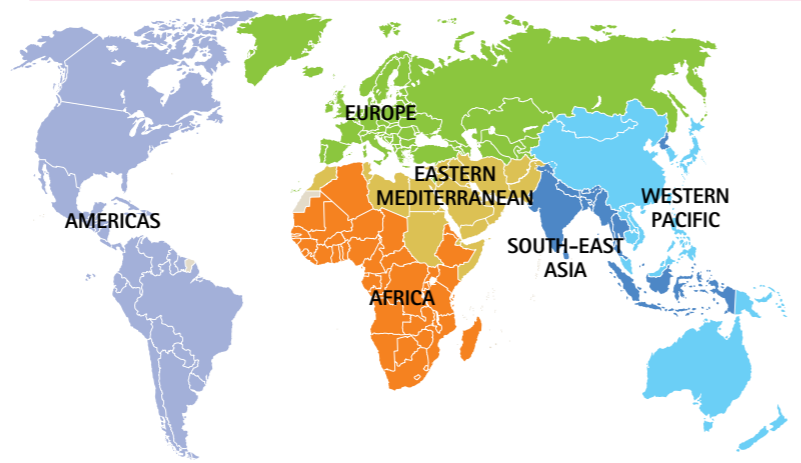 EUROPE
EASTERN
MEDITERRANEAN
WESTERN
PACIFIC
AMERICAS
SOUTH-EAST
ASIA
AFRICA